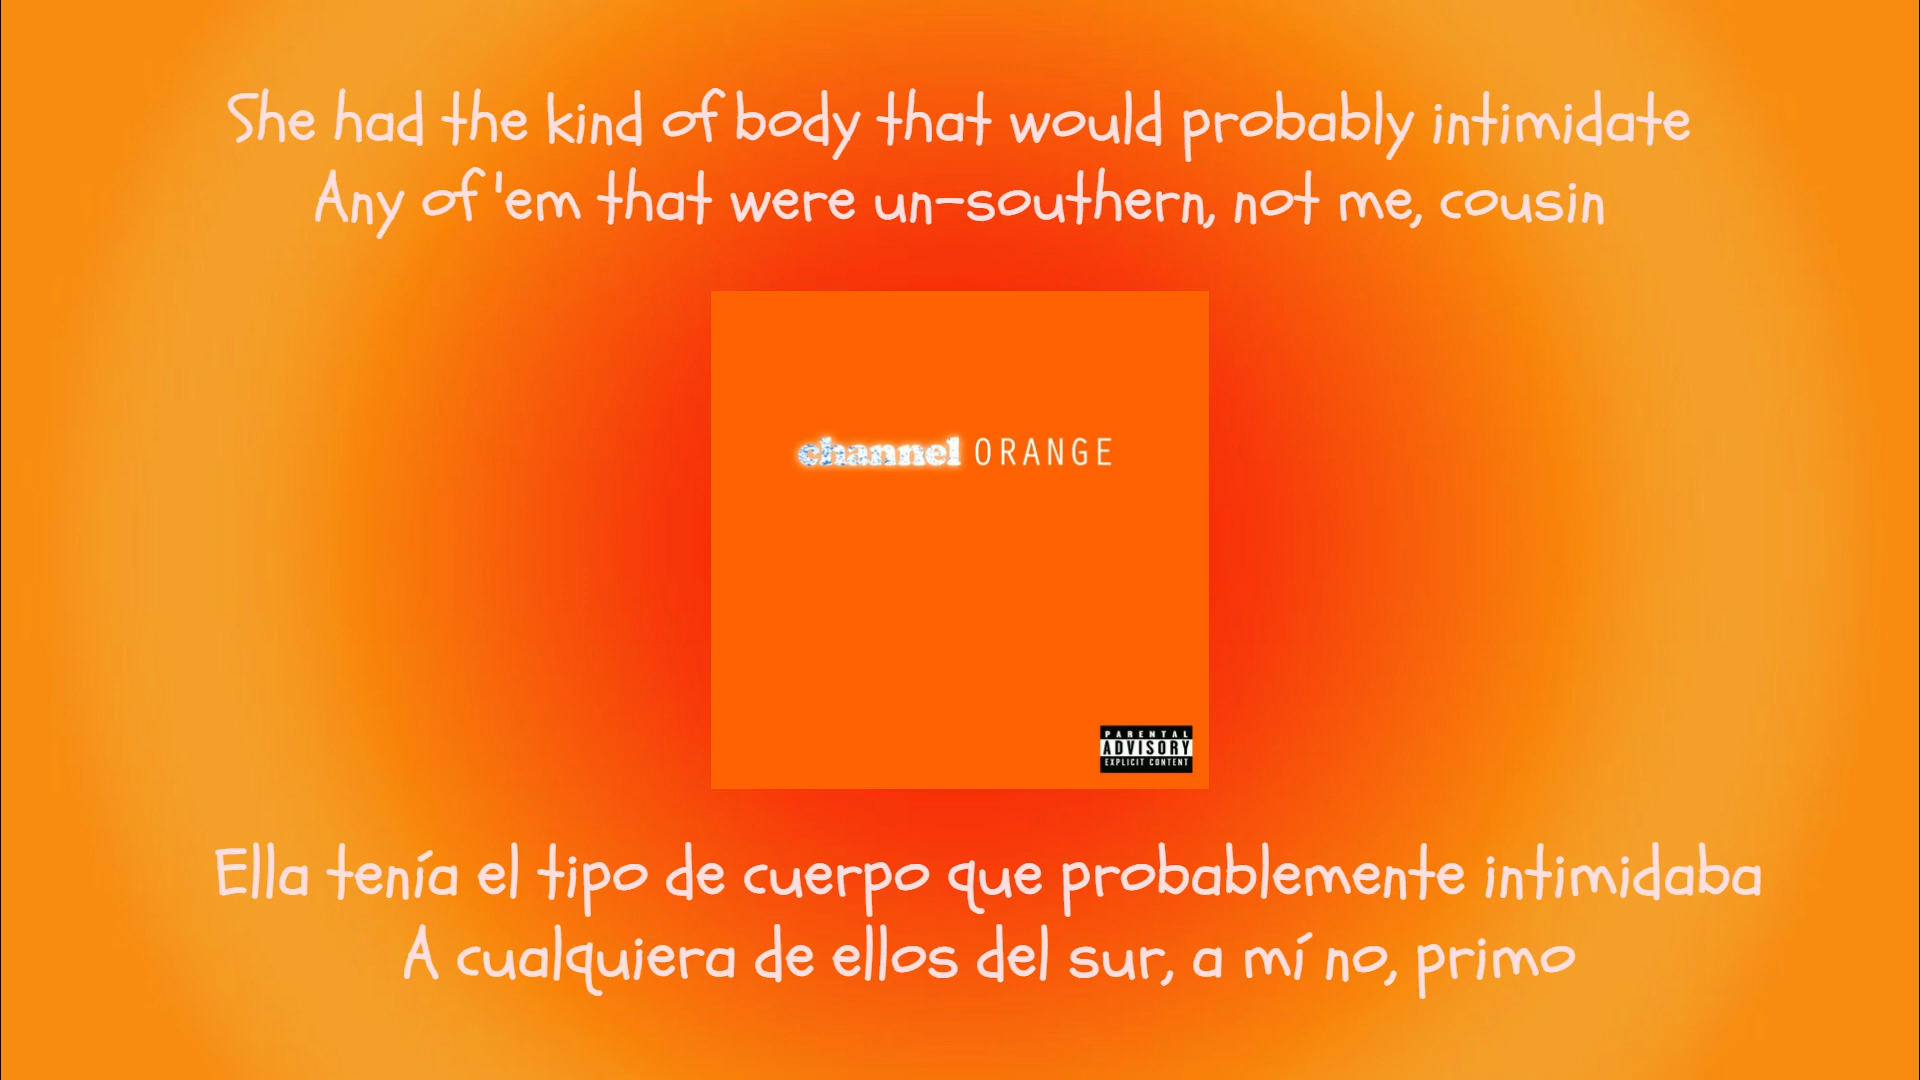 She had the kind of body that would probably intimidate
Any of 'em that were un-southern, not me, cousin
channel ORANGE
PARENTAL
ADVISORY
EXPLICIT CONTENT
Ella tenía el tipo de cuerpo que probablemente intimidaba
A cualquiera de ellos del sur, a mí no, primo